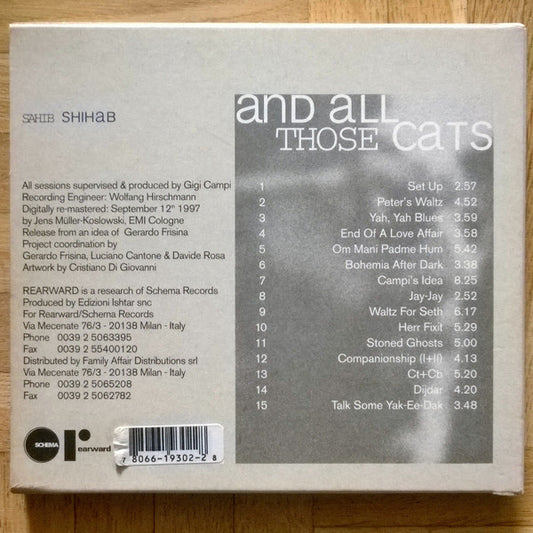 SAHIB SHIHAB
and all
THOSE cats
All sessions supervised & produced by Gigi Campi
Recording Engineer: Wolfgang Hirschmann
Digitally re-mastered: September 12th 1997
by Jens Müller-Koslowski, EMI Cologne
Release from an idea of Gerardo Frisina
Project coordination by
Gerardo Frisina, Luciano Cantone & Davide Rosa
Artwork by Cristiano Di Giovanni
REARWARD is a research of Schema Records
Produced by Edizioni Ishtar snc
For Rearward/Schema Records
Via Mecenate 76/3 - 20138 Milan - Italy
Phone 0039 2 5063395
Fax 0039 2 55400120
Distributed by Family Affair Distributions srl
Via Mecenate 76/3 - 20138 Milan - Italy
Phone 0039 2 5065208
Fax 0039 2 5062782
1 Set Up 2.57
2 Peter's Waltz 4.52
3 Yah, Yah Blues 3.59
4 End Of A Love Affair 3.58
5 Om Mani Padme Hum 5.42
6 Bohemia After Dark 3.38
7 Campi's Idea 8.25
8 Jay-Jay 2.52
9 Waltz For Seth 6.17
10 Herr Fixit 5.29
11 Stoned Ghosts 5.00
12 Companionship (I+II) 4.13
13 Ct+Cb 5.20
14 Dijdar 4.20
15 Talk Some Yak-Ee-Dak 3.48
SCHEMA
rearward
7 8066-19302-2 8